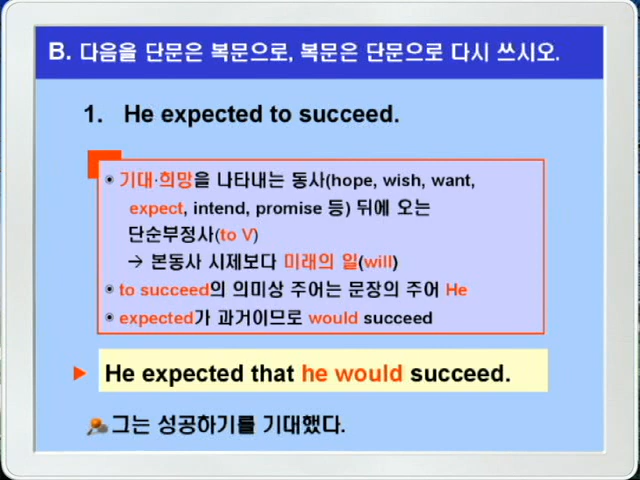 B. 다음을 단문은 복문으로, 복문은 단문으로 다시 쓰시오.
1. He expected to succeed.
기대·희망을 나타내는 동사(hope, wish, want,
expect, intend, promise 등) 뒤에 오는
단순부정사(to V)
→ 본동사 시제보다 미래의 일(will)
to succeed의 의미상 주어는 문장의 주어 He
expected가 과거이므로 would succeed
He expected that he would succeed.
그는 성공하기를 기대했다.